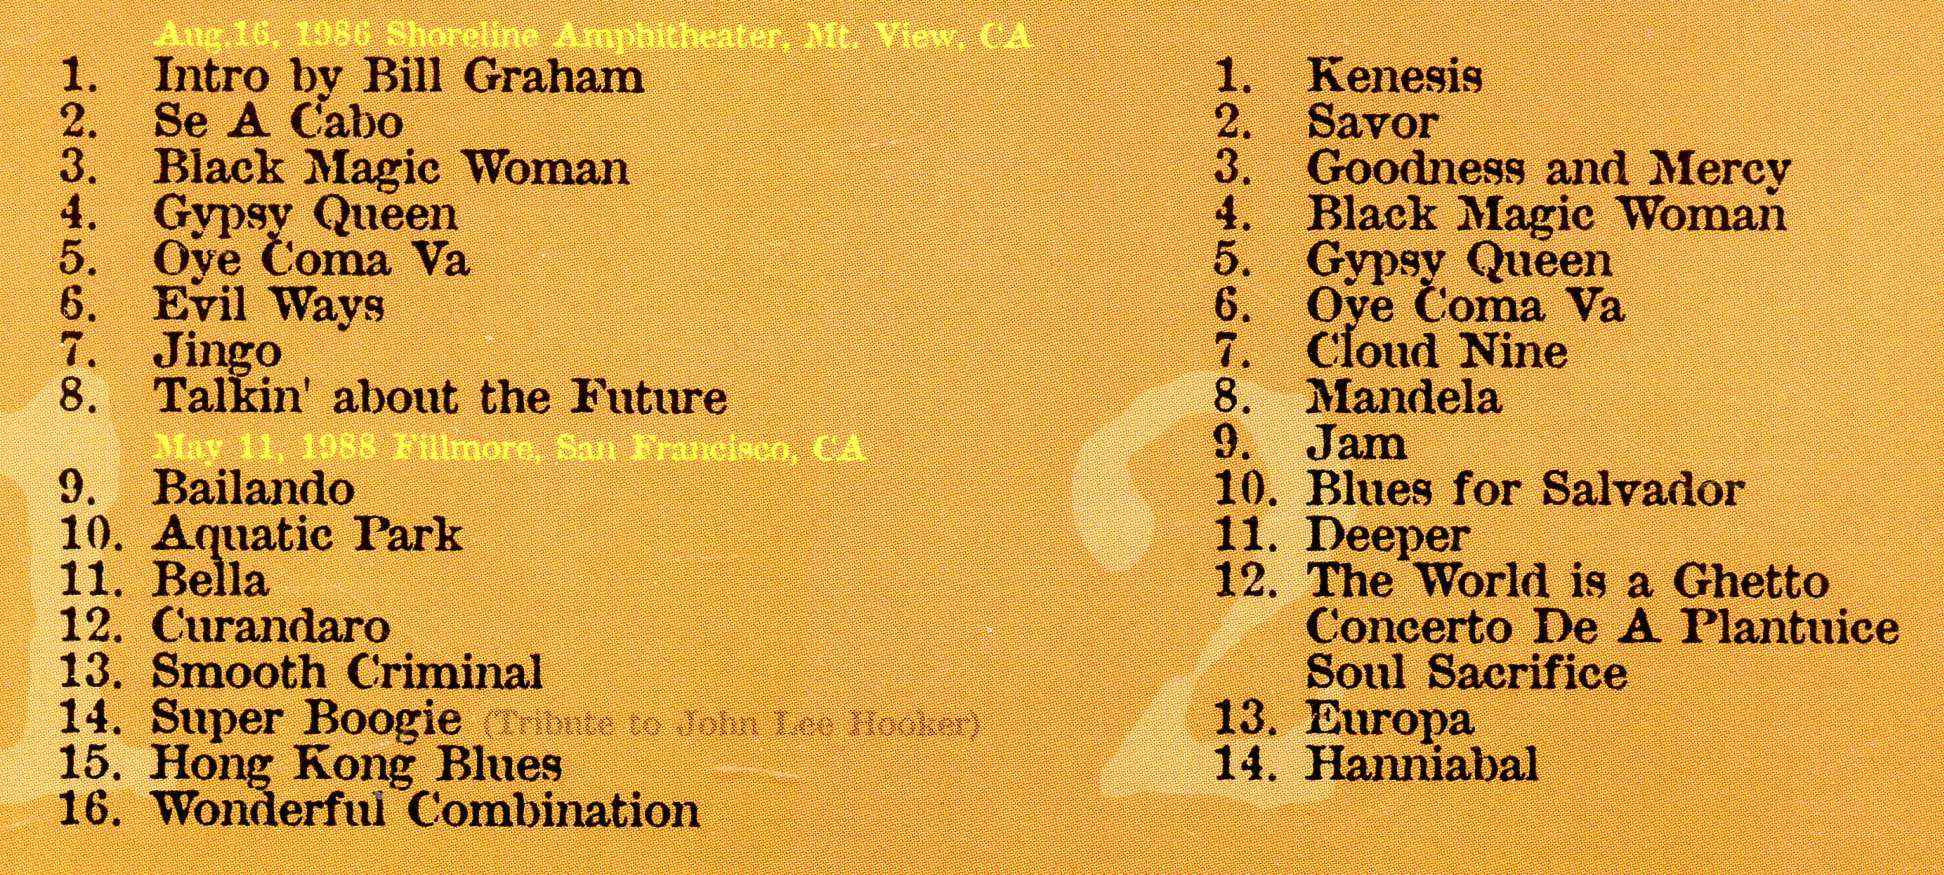 Aug.16, 1986 Shoreline Amphitheater, Mt. View, CA
1. Intro by Bill Graham
2. Se A Cabo
3. Black Magic Woman
4. Gypsy Queen
5. Oye Coma Va
6. Evil Ways
7. Jingo
8. Talkin' about the Future
May 11, 1988 Fillmore, San Francisco, CA
9. Bailando
10. Aquatic Park
11. Bella
12. Curandaro
13. Smooth Criminal
14. Super Boogie (Tribute to John Lee Hooker)
15. Hong Kong Blues
16. Wonderful Combination
1
1. Kenesis
2. Savor
3. Goodness and Mercy
4. Black Magic Woman
5. Gypsy Queen
6. Oye Coma Va
7. Cloud Nine
8. Mandela
9. Jam
10. Blues for Salvador
11. Deeper
12. The World is a Ghetto
Concerto De A Plantuice
Soul Sacrifice
13. Europa
14. Hanniabal
2